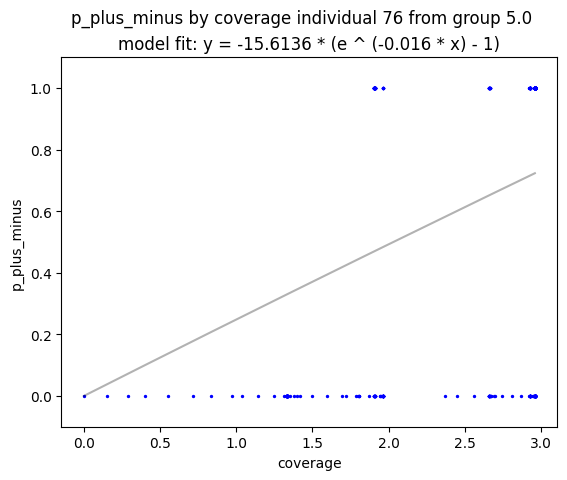 p_plus_minus by coverage individual 76 from group 5.0
model fit: y = -15.6136 * (e ^ (-0.016 * x) - 1)
1.0
0.8
0.6
0.4
0.2
0.0
p_plus_minus
0.0 0.5 1.0 1.5 2.0 2.5 3.0
coverage